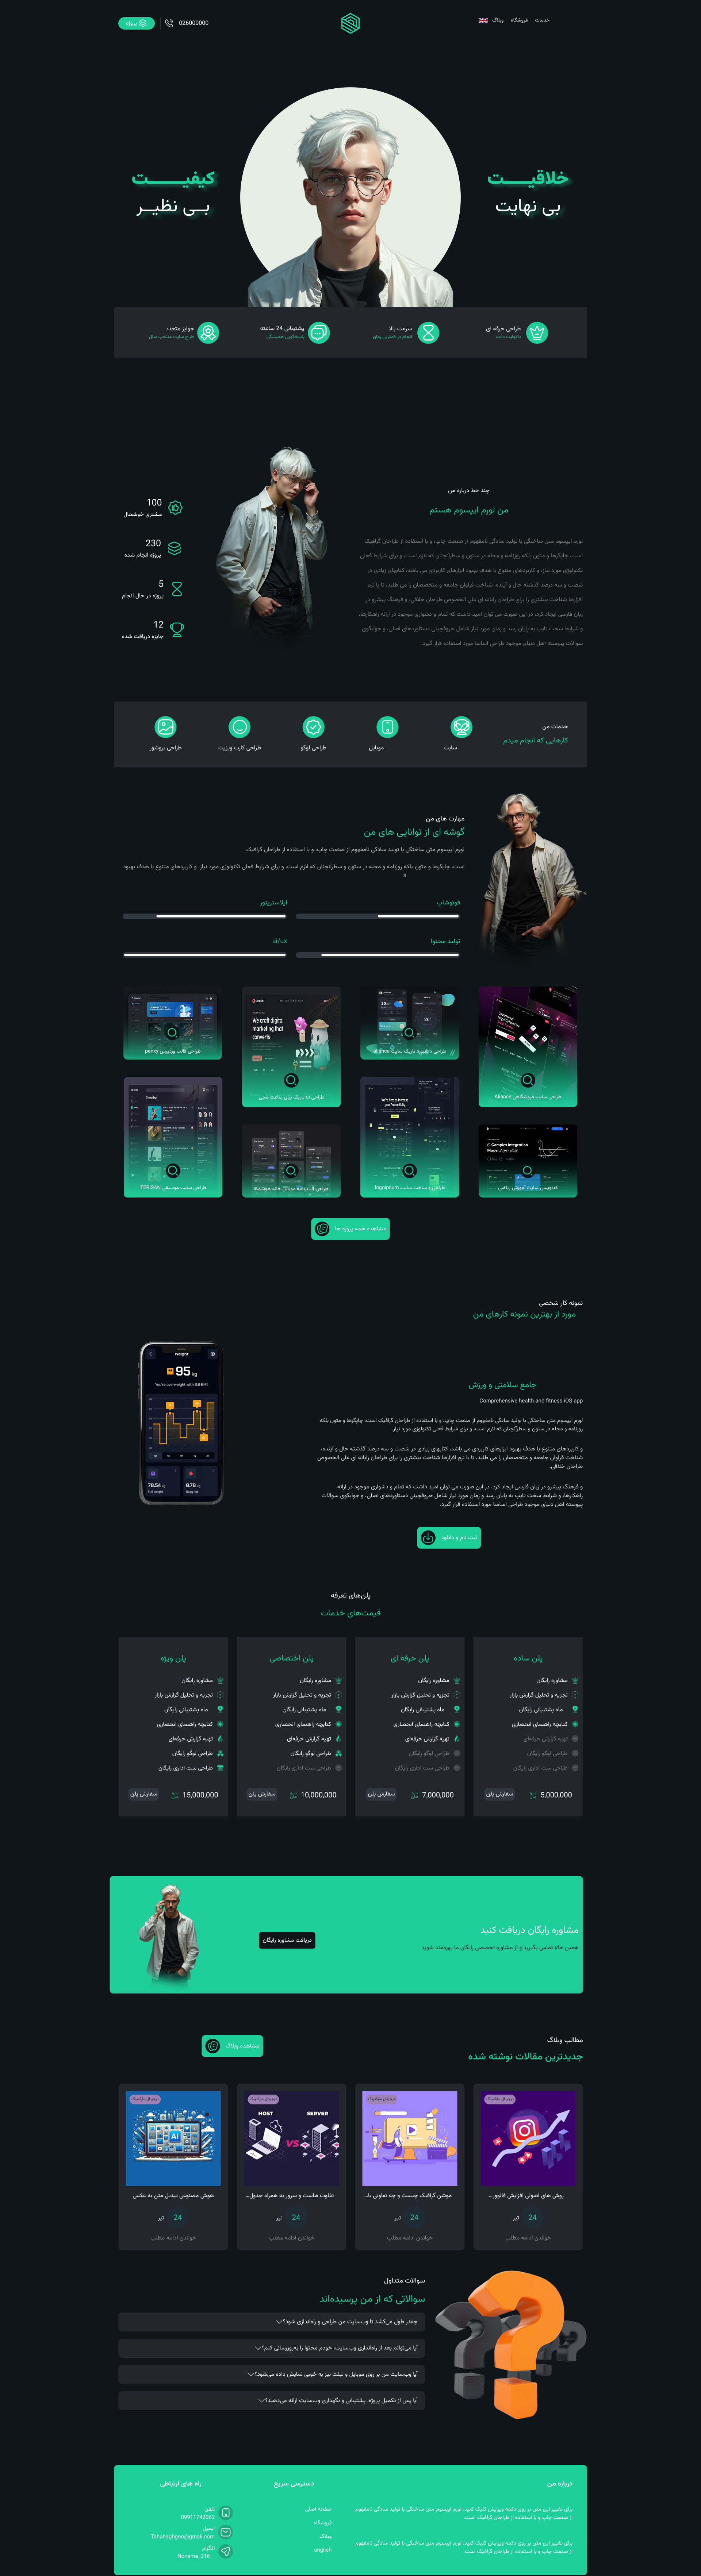 خدمات
فروشگاه
وبلاگ
026000000
پروژه
خلاقیـــت
بی نهایت
کیفیـــــت
بــی نظیــر
طراحی حرفه ای
با نهایت دقت
سرعت بالا
انجام در کمترین زمان
پشتیبانی 24 ساعته
پاسخگویی همیشگی
جوایز متعدد
طراح سایت منتخب سال
چند خط درباره من
من لورم ایپسوم هستم
لورم ایپسوم متن ساختگی با تولید سادگی نامفهوم از صنعت چاپ، و با استفاده از طراحان گرافیک
است، چاپگرها و متون بلکه روزنامه و مجله در ستون و سطرآنچنان که لازم است، و برای شرایط فعلی
تکنولوژی مورد نیاز، و کاربردهای متنوع با هدف بهبود ابزارهای کاربردی می باشد، کتابهای زیادی در
شصت و سه درصد گذشته حال و آینده، شناخت فراوان جامعه و متخصصان را می طلبد، تا با نرم
افزارها شناخت بیشتری را برای طراحان رایانه ای علی الخصوص طراحان خلاقی، و فرهنگ پیشرو در
زبان فارسی ایجاد کرد، در این صورت می توان امید داشت که تمام و دشواری موجود در ارائه راهکارها،
و شرایط سخت تایپ به پایان رسد و زمان مورد نیاز شامل حروفچینی دستاوردهای اصلی، و جوابگوی
سوالات پیوسته اهل دنیای موجود طراحی اساسا مورد استفاده قرار گیرد.
100
مشتری خوشحال
230
پروژه انجام شده
5
پروژه در حال انجام
12
جایزه دریافت شده
خدمات من
کارهایی که انجام میدم
سایت
موبایل
طراحی لوگو
طراحی کارت ویزیت
طراحی بروشور
مهارت های من
گوشه ای از توانایی های من
لورم ایپسوم متن ساختگی با تولید سادگی نامفهوم از صنعت چاپ، و با استفاده از طراحان گرافیک
است، چاپگرها و متون بلکه روزنامه و مجله در ستون و سطرآنچنان که لازم است، و برای شرایط فعلی تکنولوژی مورد نیاز، و کاربردهای متنوع با هدف بهبود
فوتوشاپ
ایلاستریتور
تولید محتوا
ui/ux
We craft digital
marketing that
converts
طراحی سایت فروشگاهی Aliance
طراحی ui تاریک برای ساعت مچی
طراحی قالب وردپرس penxy
Trending
طراحی سایت موسیقی TERISAN
طراحی و ساخت سایت logoipsum
کدنویسی سایت آموزش ریاضی
مشاهده همه پروژه ها
نمونه کار شخصی
مورد از بهترین نمونه کارهای من
Weight
95 kg
78.54 kg
8.78 kg
جامع سلامتی و ورزش
Comprehensive health and fitness iOS app
لورم ایپسوم متن ساختگی با تولید سادگی نامفهوم از صنعت چاپ، و با استفاده از طراحان گرافیک است، چاپگرها و متون بلکه
روزنامه و مجله در ستون و سطرآنچنان که لازم است، و برای شرایط فعلی تکنولوژی مورد نیاز.
و کاربردهای متنوع با هدف بهبود ابزارهای کاربردی می باشد، کتابهای زیادی در شصت و سه درصد گذشته حال و آینده،
شناخت فراوان جامعه و متخصصان را می طلبد، تا با نرم افزارها شناخت بیشتری را برای طراحان رایانه ای علی الخصوص
طراحان خلاقی.
و فرهنگ پیشرو در زبان فارسی ایجاد کرد، در این صورت می توان امید داشت که تمام و دشواری موجود در ارائه
راهکارها، و شرایط سخت تایپ به پایان رسد و زمان مورد نیاز شامل حروفچینی دستاوردهای اصلی، و جوابگوی سوالات
پیوسته اهل دنیای موجود طراحی اساسا مورد استفاده قرار گیرد.
ثبت نام و دانلود
پلن‌های تعرفه
قیمت‌های خدمات
پلن ساده
مشاوره رایگان
تجزیه و تحلیل گزارش بازار
ماه پشتیبانی رایگان
کتابچه راهنمای انحصاری
تهیه گزارش حرفه‌ای
طراحی لوگو رایگان
طراحی ست اداری رایگان
5,000,000
سفارش پلن
پلن حرفه ای
مشاوره رایگان
تجزیه و تحلیل گزارش بازار
ماه پشتیبانی رایگان
کتابچه راهنمای انحصاری
تهیه گزارش حرفه‌ای
طراحی لوگو رایگان
طراحی ست اداری رایگان
7,000,000
سفارش پلن
پلن اختصاصی
مشاوره رایگان
تجزیه و تحلیل گزارش بازار
ماه پشتیبانی رایگان
کتابچه راهنمای انحصاری
تهیه گزارش حرفه‌ای
طراحی لوگو رایگان
طراحی ست اداری رایگان
10,000,000
سفارش پلن
پلن ویژه
مشاوره رایگان
تجزیه و تحلیل گزارش بازار
ماه پشتیبانی رایگان
کتابچه راهنمای انحصاری
تهیه گزارش حرفه‌ای
طراحی لوگو رایگان
طراحی ست اداری رایگان
15,000,000
سفارش پلن
مشاوره رایگان دریافت کنید
همین حالا تماس بگیرید و از مشاوره تخصصی رایگان ما بهره‌مند شوید
دریافت مشاوره رایگان
مطالب وبلاگ
جدیدترین مقالات نوشته شده
مشاهده وبلاگ
دیجیتال مارکتینگ
روش های اصولی افزایش فالوور...
24
تیر
خواندن ادامه مطلب
دیجیتال مارکتینگ
موشن گرافیک چیست و چه تفاوتی با...
24
تیر
خواندن ادامه مطلب
دیجیتال مارکتینگ
HOST
SERVER
VS
تفاوت هاست و سرور به همراه جدول...
24
تیر
خواندن ادامه مطلب
دیجیتال مارکتینگ
AI
هوش مصنوعی تبدیل متن به عکس
24
تیر
خواندن ادامه مطلب
سوالات متداول
سوالاتی که از من پرسیده‌اند
چقدر طول می‌کشد تا وب‌سایت من طراحی و راه‌اندازی شود؟
آیا می‌توانم بعد از راه‌اندازی وب‌سایت، خودم محتوا را به‌روزرسانی کنم؟
آیا وب‌سایت من بر روی موبایل و تبلت نیز به خوبی نمایش داده می‌شود؟
آیا پس از تکمیل پروژه، پشتیبانی و نگهداری وب‌سایت ارائه می‌دهید؟
درباره من
برای تغییر این متن بر روی دکمه ویرایش کلیک کنید. لورم ایپسوم متن ساختگی با تولید سادگی نامفهوم
از صنعت چاپ و با استفاده از طراحان گرافیک است.
برای تغییر این متن بر روی دکمه ویرایش کلیک کنید. لورم ایپسوم متن ساختگی با تولید سادگی نامفهوم
از صنعت چاپ و با استفاده از طراحان گرافیک است.
دسترسی سریع
صفحه اصلی
فروشگاه
وبلاگ
english
راه های ارتباطی
تلفن
09911742062
ایمیل
Tahahaghgoo@gmail.com
تلگرام
Noname_216